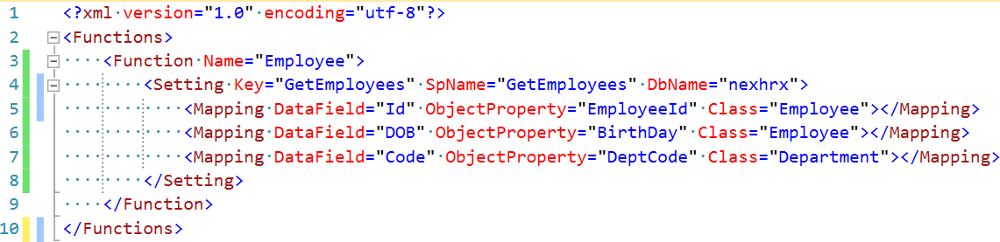 1 <?xml version="1.0" encoding="utf-8"?>
2 <Functions>
3 ····<Function Name="Employee">
4 ········<Setting Key="GetEmployees" SpName="GetEmployees" DbName="nexhrx">
5 ············<Mapping DataField="Id" ObjectProperty="EmployeeId" Class="Employee"></Mapping>
6 ············<Mapping DataField="DOB" ObjectProperty="BirthDay" Class="Employee"></Mapping>
7 ············<Mapping DataField="Code" ObjectProperty="DeptCode" Class="Department"></Mapping>
8 ········</Setting>
9 ····</Function>
10 </Functions>